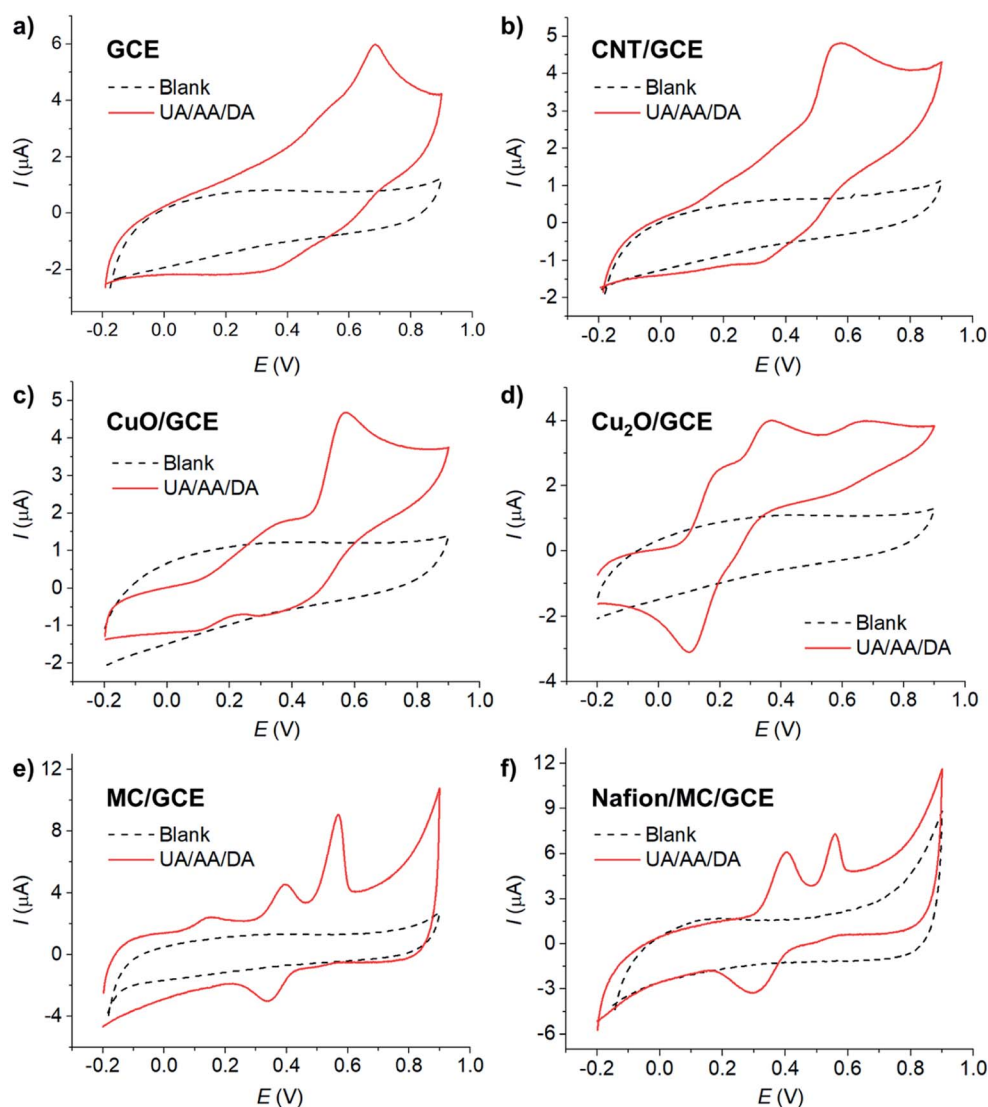 a) GCE
Blank
UA/AA/DA
6
4
2
0
-2
I (μA)
-0.2 0.0 0.2 0.4 0.6 0.8 1.0
E (V)
b) CNT/GCE
Blank
UA/AA/DA
5
4
3
2
1
0
-1
-2
I (μA)
-0.2 0.0 0.2 0.4 0.6 0.8 1.0
E (V)
c) CuO/GCE
Blank
UA/AA/DA
5
4
3
2
1
0
-1
-2
I (μA)
-0.2 0.0 0.2 0.4 0.6 0.8 1.0
E (V)
d) Cu₂O/GCE
Blank
UA/AA/DA
4
2
0
-2
-4
I (μA)
-0.2 0.0 0.2 0.4 0.6 0.8 1.0
E (V)
e) MC/GCE
Blank
UA/AA/DA
12
8
4
0
-4
I (μA)
-0.2 0.0 0.2 0.4 0.6 0.8 1.0
E (V)
f) Nafion/MC/GCE
Blank
UA/AA/DA
12
9
6
3
0
-3
-6
I (μA)
-0.2 0.0 0.2 0.4 0.6 0.8 1.0
E (V)